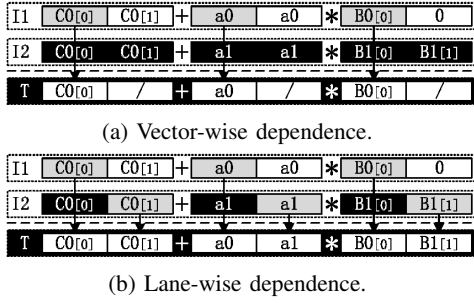 I1 C0[0] C0[1] + a0 a0 * B0[0] 0
I2 C0[0] C0[1] + a1 a1 * B1[0] B1[1]
T C0[0] / + a0 / * B0[0] /
(a) Vector-wise dependence.
I1 C0[0] C0[1] + a0 a0 * B0[0] 0
I2 C0[0] C0[1] + a1 a1 * B1[0] B1[1]
T C0[0] C0[1] + a0 a1 * B0[0] B1[1]
(b) Lane-wise dependence.